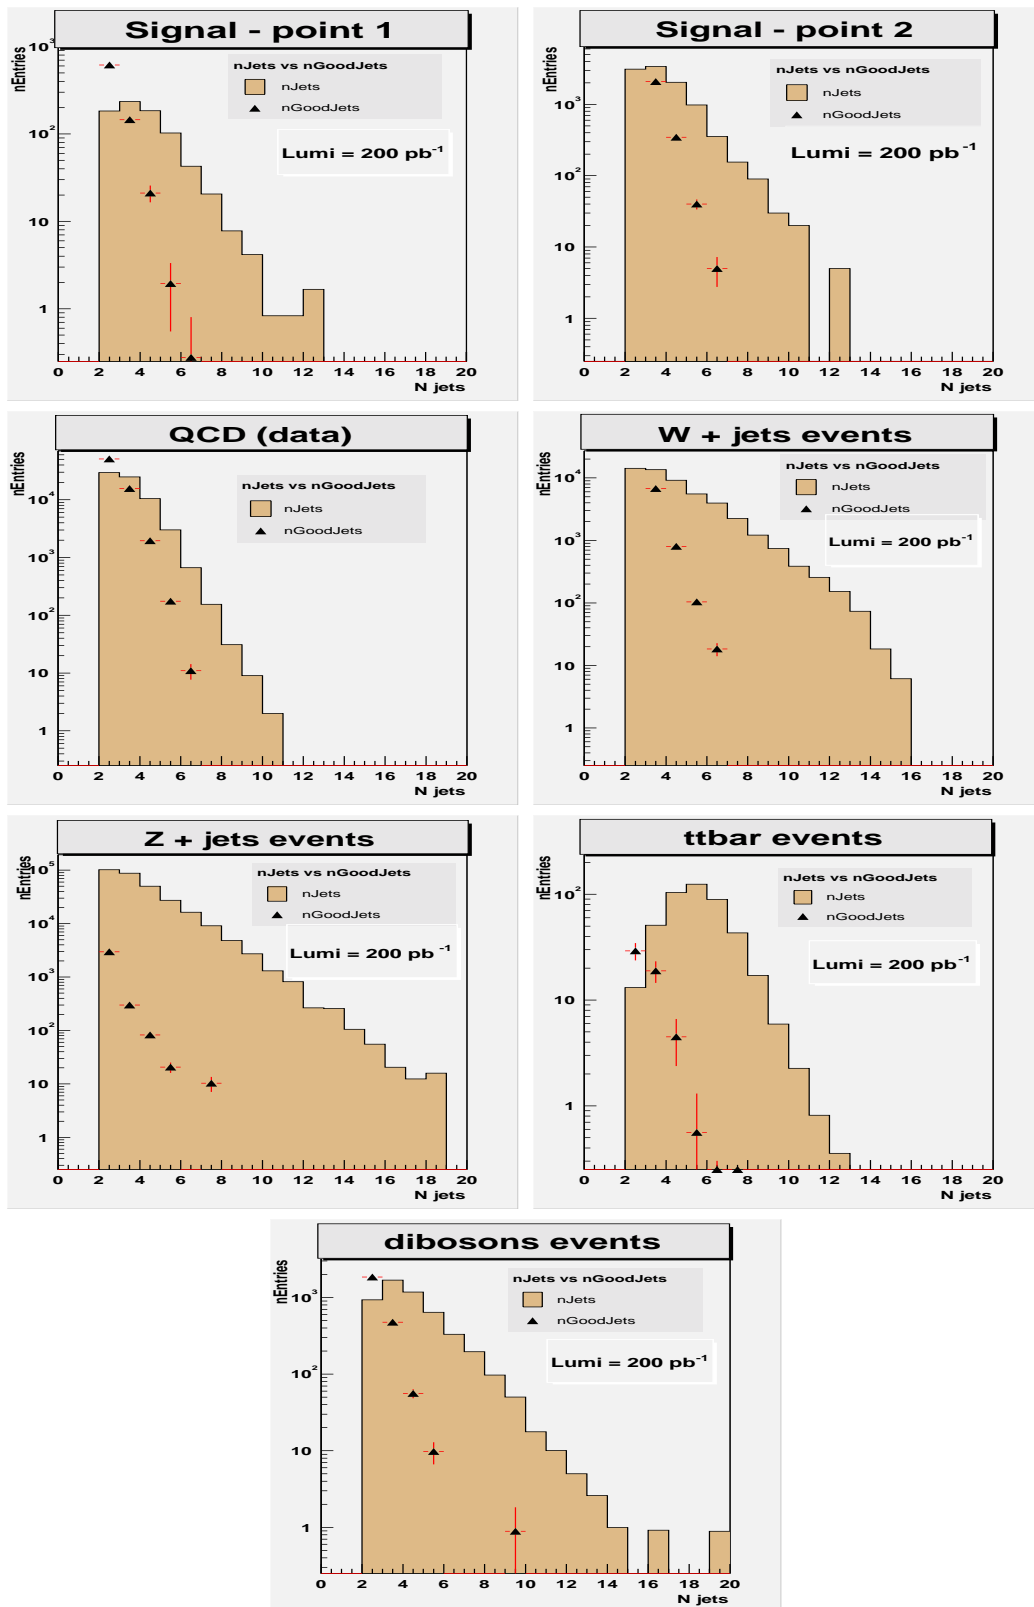 Signal - point 1
nEntries
10³
10²
10
1
nJets vs nGoodJets
nJets
nGoodJets
Lumi = 200 pb⁻¹
0 2 4 6 8 10 12 14 16 18 20
N jets
Signal - point 2
nEntries
10³
10²
10
1
nJets vs nGoodJets
nJets
nGoodJets
Lumi = 200 pb⁻¹
0 2 4 6 8 10 12 14 16 18 20
N jets
QCD (data)
nEntries
10⁴
10³
10²
10
1
nJets vs nGoodJets
nJets
nGoodJets
0 2 4 6 8 10 12 14 16 18 20
N jets
W + jets events
nEntries
10⁴
10³
10²
10
1
nJets vs nGoodJets
nJets
nGoodJets
Lumi = 200 pb⁻¹
0 2 4 6 8 10 12 14 16 18 20
N jets
Z + jets events
nEntries
10⁵
10⁴
10³
10²
10
1
nJets vs nGoodJets
nJets
nGoodJets
Lumi = 200 pb⁻¹
0 2 4 6 8 10 12 14 16 18 20
N jets
ttbar events
nEntries
10²
10
1
nJets vs nGoodJets
nJets
nGoodJets
Lumi = 200 pb⁻¹
0 2 4 6 8 10 12 14 16 18 20
N jets
dibosons events
nEntries
10³
10²
10
1
nJets vs nGoodJets
nJets
nGoodJets
Lumi = 200 pb⁻¹
0 2 4 6 8 10 12 14 16 18 20
N jets